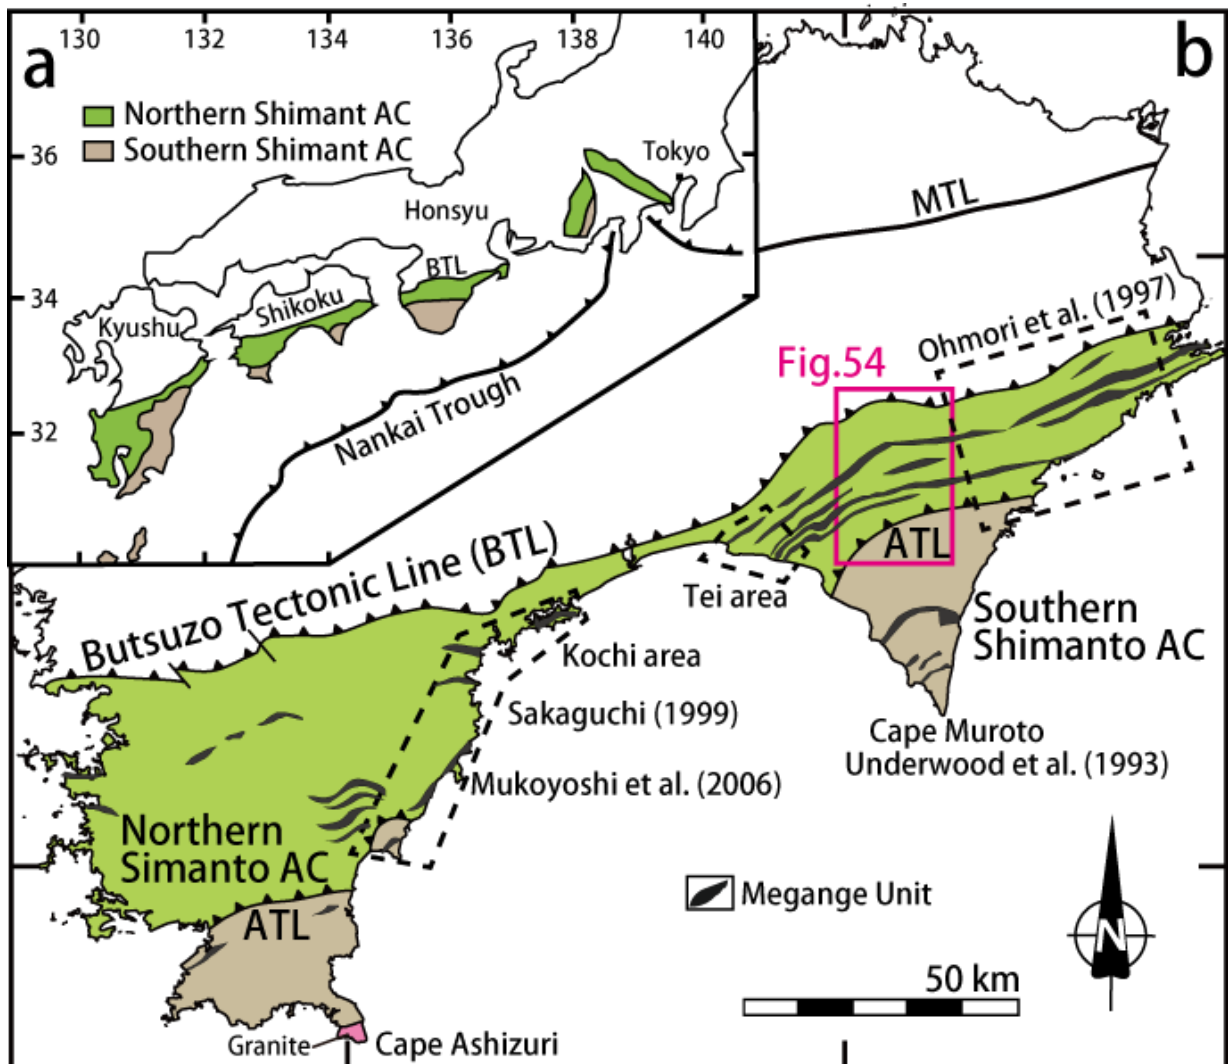 130
132
134
136
138
140
a
b
Northern Shimant AC
Southern Shimant AC
36
34
32
Tokyo
Honsyu
BTL
Shikoku
Kyushu
Nankai Trough
MTL
Ohmori et al. (1997)
Fig.54
ATL
Butsuzo Tectonic Line (BTL)
Tei area
Southern
Shimanto AC
Kochi area
Sakaguchi (1999)
Cape Muroto
Underwood et al. (1993)
Mukoyoshi et al. (2006)
Northern
Simanto AC
Megange Unit
ATL
N
50 km
Granite
Cape Ashizuri